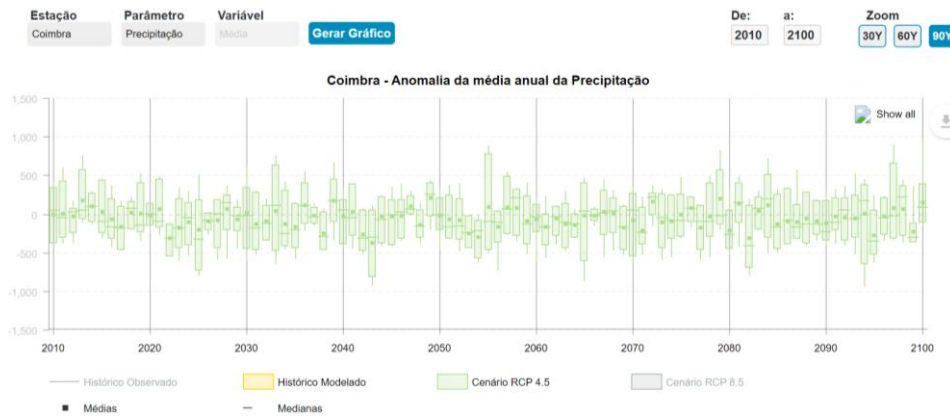 Estação Parâmetro Variável De: a: Zoom
Coimbra Precipitação Média Gerar Gráfico 2010 2100 30Y 60Y 90Y
Coimbra - Anomalia da média anual da Precipitação
1,500
Show all
1,000
500
0
-500
-1,000
-1,500
2010 2020 2030 2040 2050 2060 2070 2080 2090 2100
Histórico Observado Histórico Modelado Cenário RCP 4.5 Cenário RCP 8.5
Médias Medianas